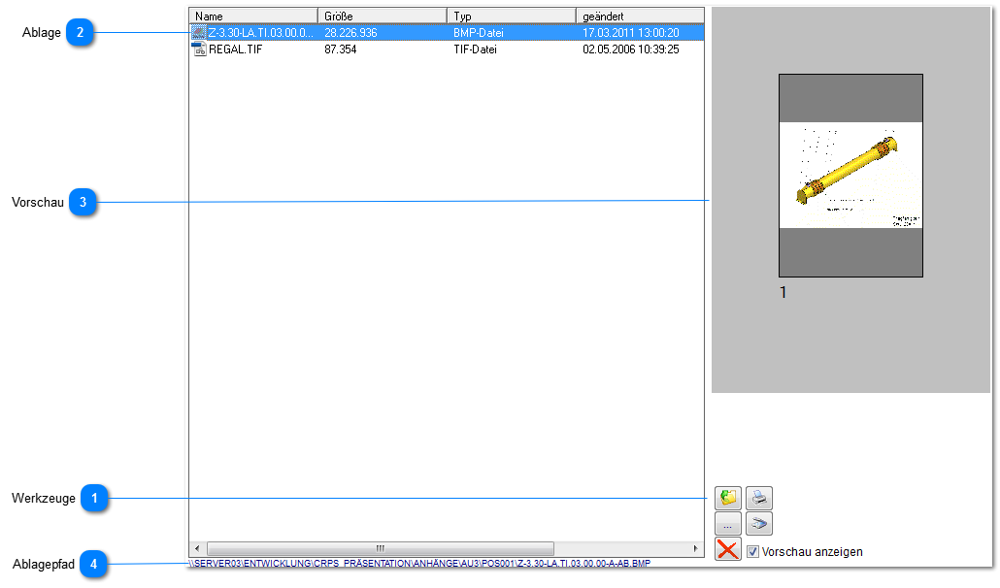 Name Größe Typ geändert
Ablage 2
Z-3.30-LA.TI.03.00.0... 28.226.936 BMP-Datei 17.03.2011 13:00:20
REGAL.TIF 87.354 TIF-Datei 02.05.2006 10:39:25
Vorschau 3
1
Werkzeuge 1
...
Vorschau anzeigen
Ablagepfad 4
\\SERVER03\ENTWICKLUNG\CRPS_PRÄSENTATION\ANHÄNGE\AU3\POS001\Z-3.30-LA.TI.03.00.00-A-AB.BMP